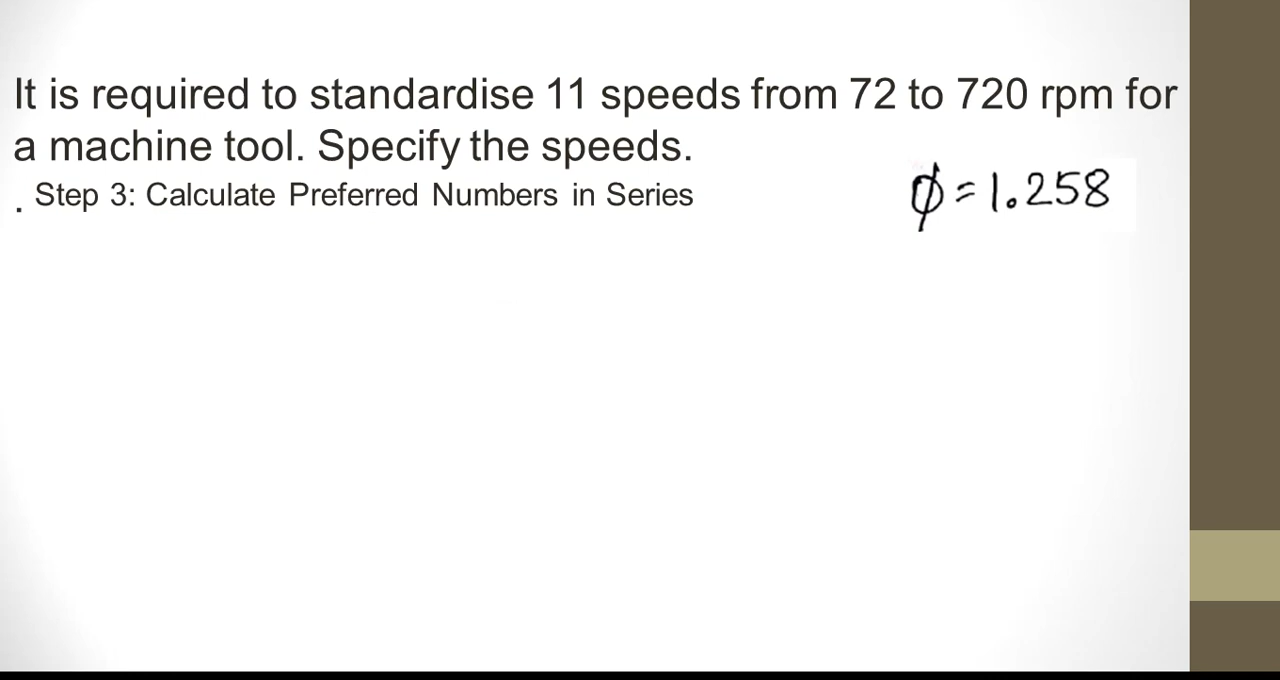 It is required to standardise 11 speeds from 72 to 720 rpm for
a machine tool. Specify the speeds.
. Step 3: Calculate Preferred Numbers in Series
ϕ = 1.258